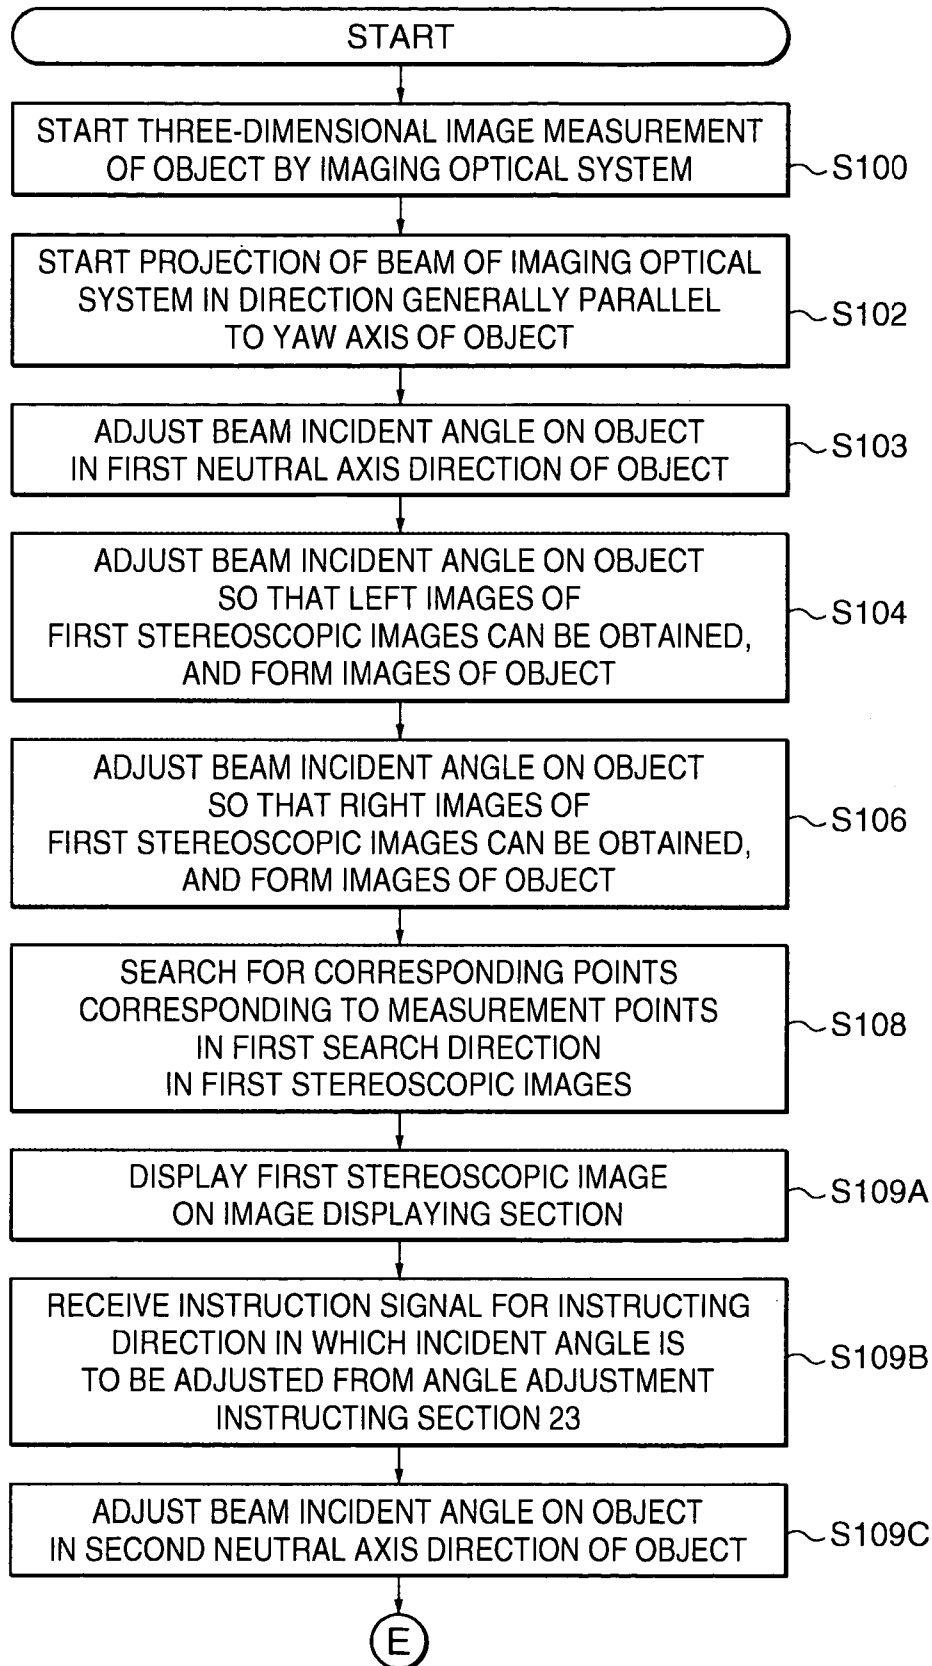 START
START THREE-DIMENSIONAL IMAGE MEASUREMENT
OF OBJECT BY IMAGING OPTICAL SYSTEM
S100
START PROJECTION OF BEAM OF IMAGING OPTICAL
SYSTEM IN DIRECTION GENERALLY PARALLEL
TO YAW AXIS OF OBJECT
S102
ADJUST BEAM INCIDENT ANGLE ON OBJECT
IN FIRST NEUTRAL AXIS DIRECTION OF OBJECT
S103
ADJUST BEAM INCIDENT ANGLE ON OBJECT
SO THAT LEFT IMAGES OF
FIRST STEREOSCOPIC IMAGES CAN BE OBTAINED,
AND FORM IMAGES OF OBJECT
S104
ADJUST BEAM INCIDENT ANGLE ON OBJECT
SO THAT RIGHT IMAGES OF
FIRST STEREOSCOPIC IMAGES CAN BE OBTAINED,
AND FORM IMAGES OF OBJECT
S106
SEARCH FOR CORRESPONDING POINTS
CORRESPONDING TO MEASUREMENT POINTS
IN FIRST SEARCH DIRECTION
IN FIRST STEREOSCOPIC IMAGES
S108
DISPLAY FIRST STEREOSCOPIC IMAGE
ON IMAGE DISPLAYING SECTION
S109A
RECEIVE INSTRUCTION SIGNAL FOR INSTRUCTING
DIRECTION IN WHICH INCIDENT ANGLE IS
TO BE ADJUSTED FROM ANGLE ADJUSTMENT
INSTRUCTING SECTION 23
S109B
ADJUST BEAM INCIDENT ANGLE ON OBJECT
IN SECOND NEUTRAL AXIS DIRECTION OF OBJECT
S109C
E